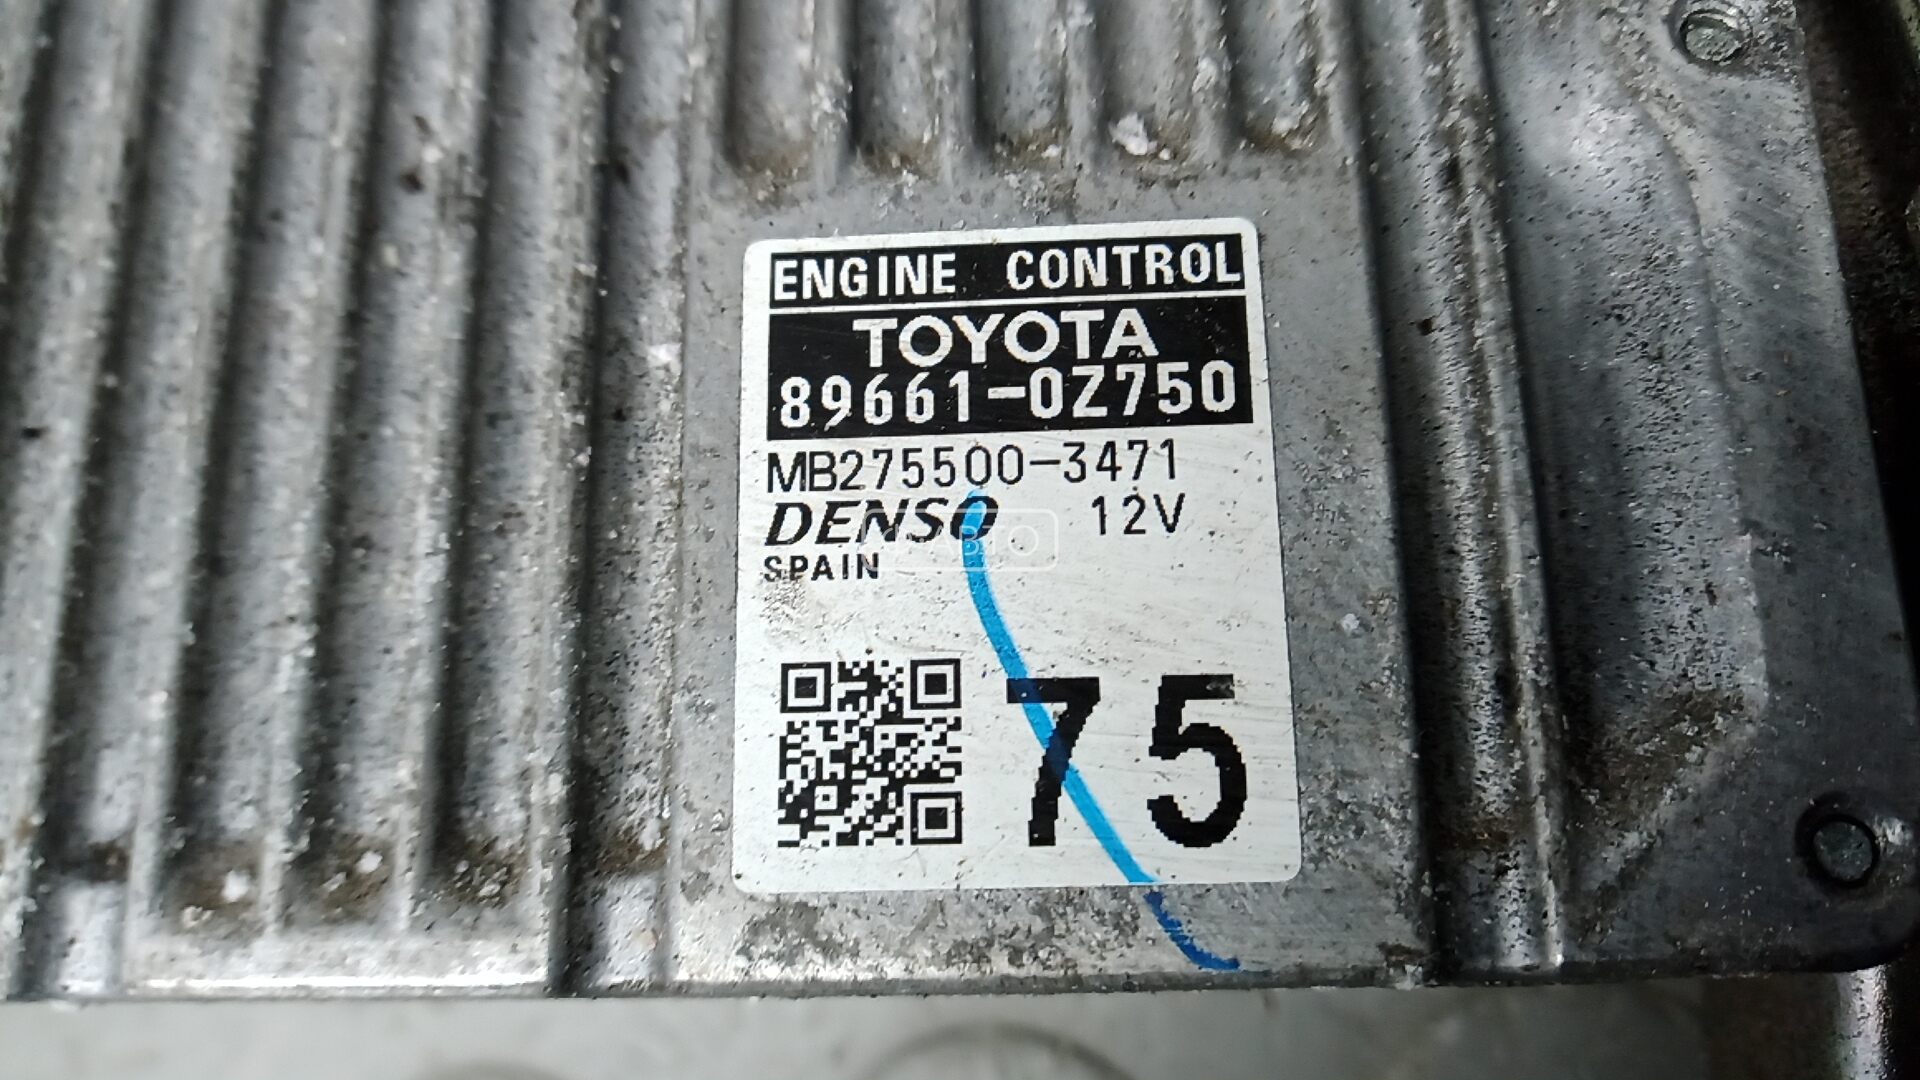 ENGINE CONTROL
TOYOTA
89661-0Z750
MB275500-3471
DENSO 12V
SPAIN
75